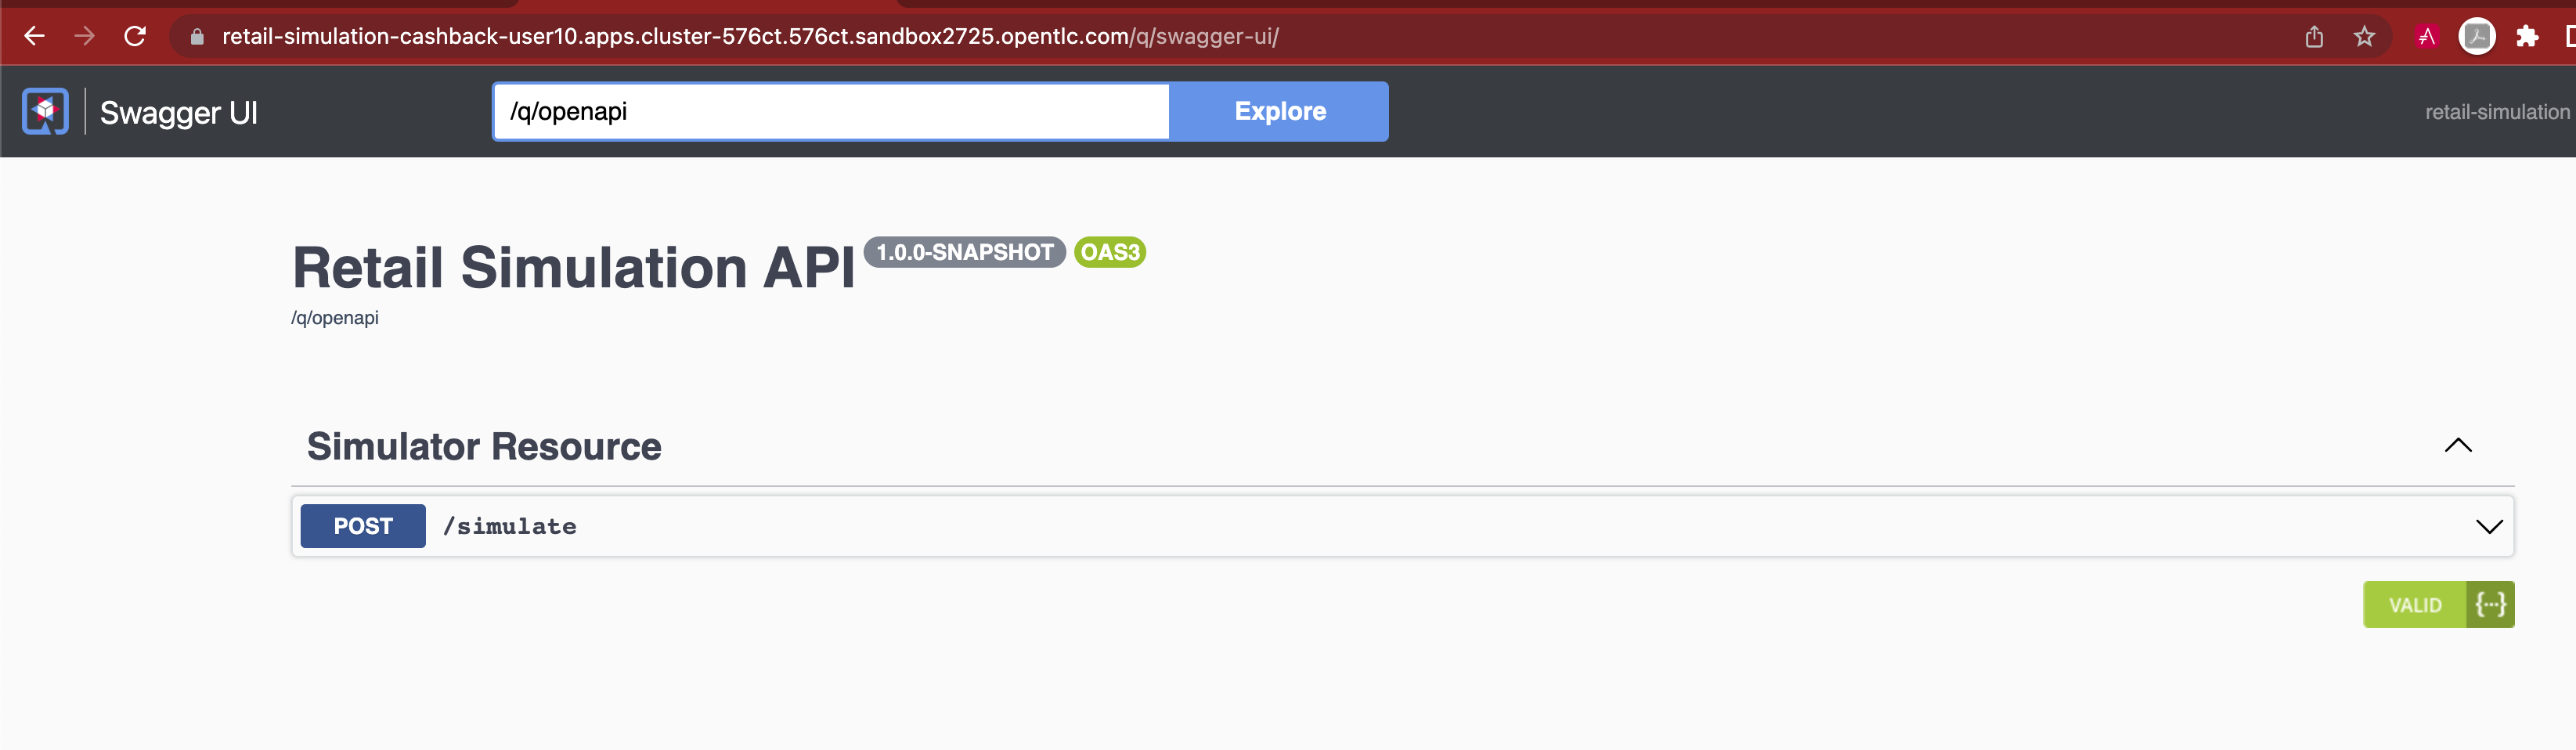 retail-simulation-cashback-user10.apps.cluster-576ct.576ct.sandbox2725.opentlc.com/q/swagger-ui/
Swagger UI
/q/openapi
Explore
retail-simulation
Retail Simulation API 1.0.0-SNAPSHOT OAS3
/q/openapi
Simulator Resource
POST /simulate
VALID {···}